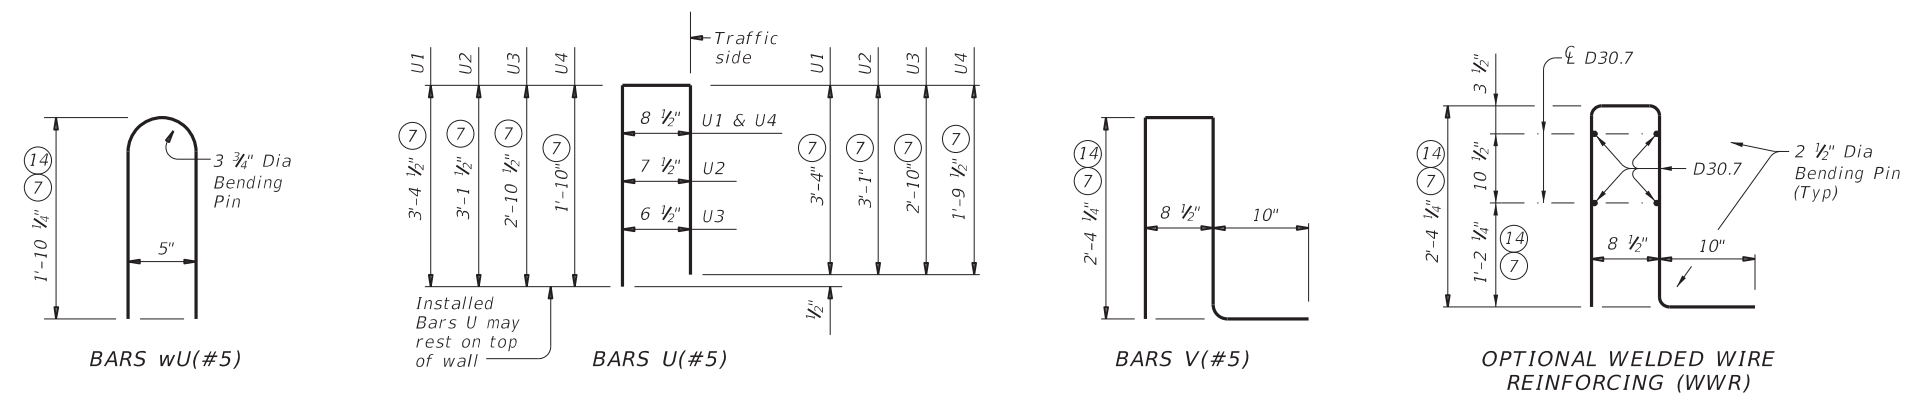 14
7
1'-10 1/4"
5"
3 3/4" Dia
Bending
Pin
BARS wU(#5)
U1
U2
U3
U4
7
7
7
7
3'-4 1/2"
3'-1 1/2"
2'-10 1/2"
1'-10"
Traffic
side
8 1/2"
U1 & U4
7 1/2"
U2
6 1/2"
U3
U1
U2
U3
U4
7
7
7
7
3'-4"
3'-1"
2'-10"
1'-9 1/2"
1/2"
Installed
Bars U may
rest on top
of wall
BARS U(#5)
14
7
2'-4 1/4"
8 1/2"
10"
BARS V(#5)
14
7
2'-4 1/4"
3 1/2"
10 1/2"
1'-2 1/4"
14
7
℄ D30.7
D30.7
8 1/2"
10"
2 1/2" Dia
Bending Pin
(Typ)
OPTIONAL WELDED WIRE
REINFORCING (WWR)